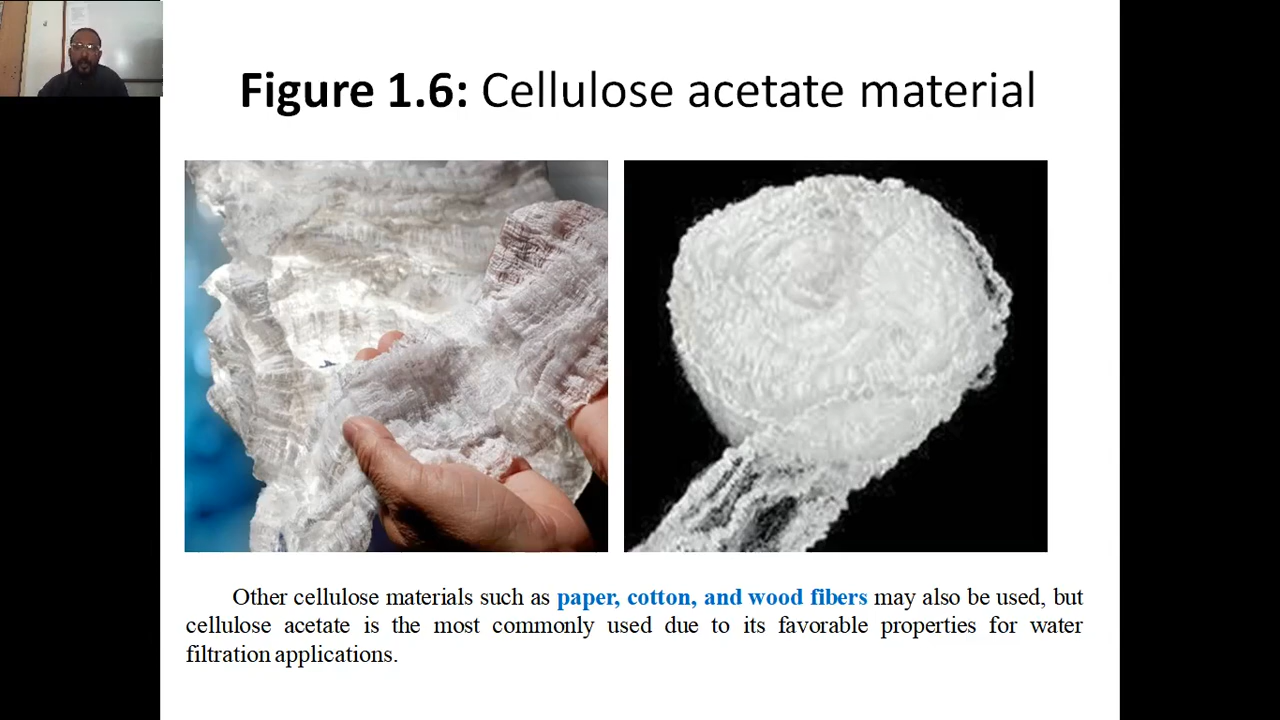 Figure 1.6: Cellulose acetate material
Other cellulose materials such as paper, cotton, and wood fibers may also be used, but
cellulose acetate is the most commonly used due to its favorable properties for water
filtration applications.